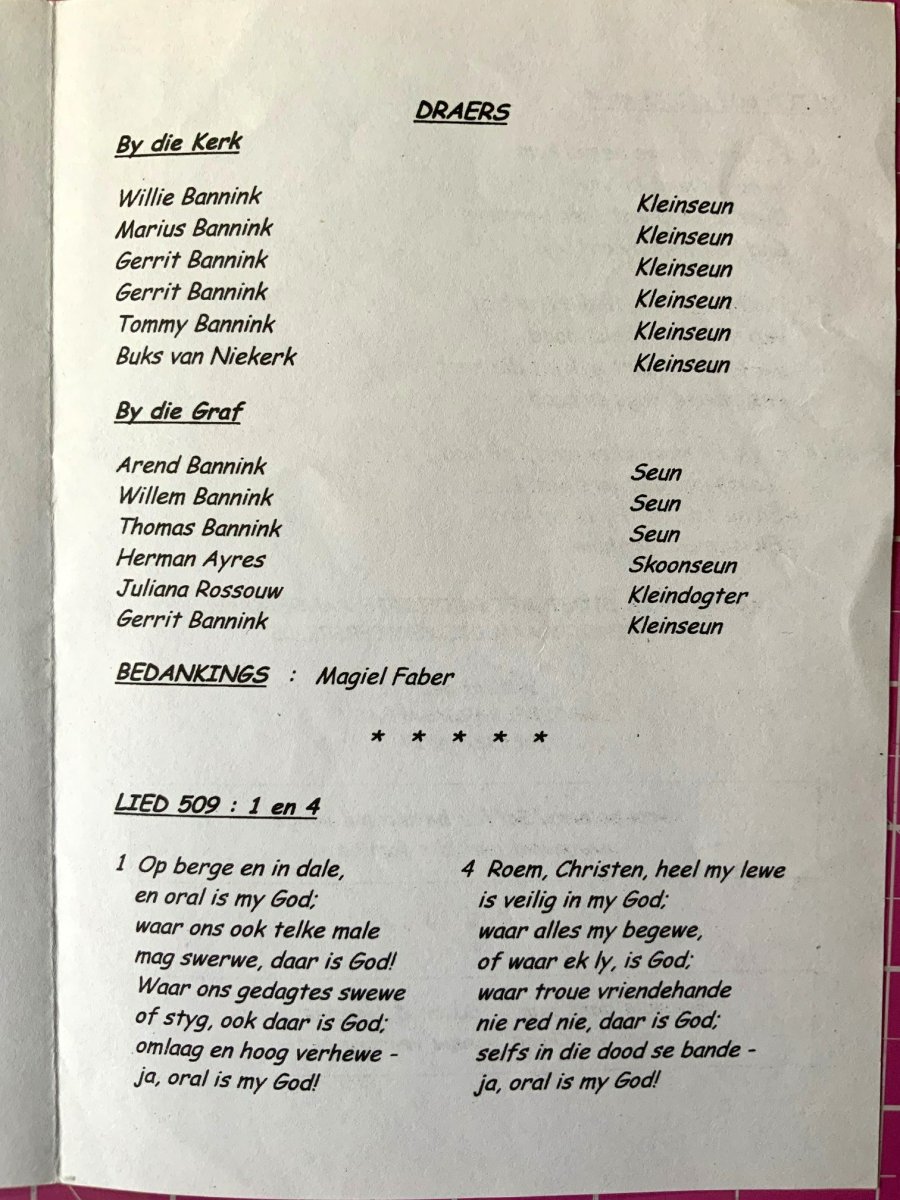 DRAERS
By die Kerk
Willie Bannink Kleinseun
Marius Bannink Kleinseun
Gerrit Bannink Kleinseun
Gerrit Bannink Kleinseun
Tommy Bannink Kleinseun
Buks van Niekerk Kleinseun
By die Graf
Arend Bannink Seun
Willem Bannink Seun
Thomas Bannink Seun
Herman Ayres Skoonseun
Juliana Rossouw Kleindogter
Gerrit Bannink Kleinseun
BEDANKINGS : Magiel Faber
* * * * *
LIED 509 : 1 en 4
1 Op berge en in dale,
en oral is my God;
waar ons ook telke male
mag swerwe, daar is God!
Waar ons gedagtes swewe
of styg, ook daar is God;
omlaag en hoog verhewe -
ja, oral is my God!
4 Roem, Christen, heel my lewe
is veilig in my God;
waar alles my begewe,
of waar ek ly, is God;
waar troue vriendehande
nie red nie, daar is God;
selfs in die dood se bande -
ja, oral is my God!